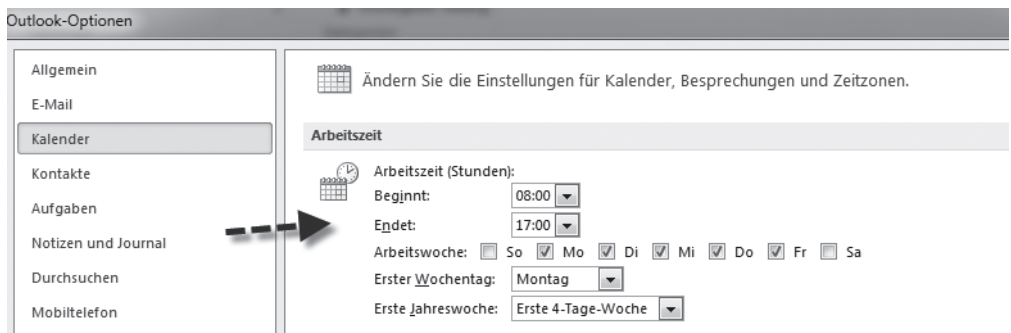 Outlook-Optionen
Allgemein
E-Mail
Kalender
Kontakte
Aufgaben
Notizen und Journal
Durchsuchen
Mobiltelefon
Ändern Sie die Einstellungen für Kalender, Besprechungen und Zeitzonen.
Arbeitszeit
Arbeitszeit (Stunden):
Beginnt: 08:00
Endet: 17:00
Arbeitswoche: So Mo Di Mi Do Fr Sa
Erster Wochentag: Montag
Erste Jahreswoche: Erste 4-Tage-Woche